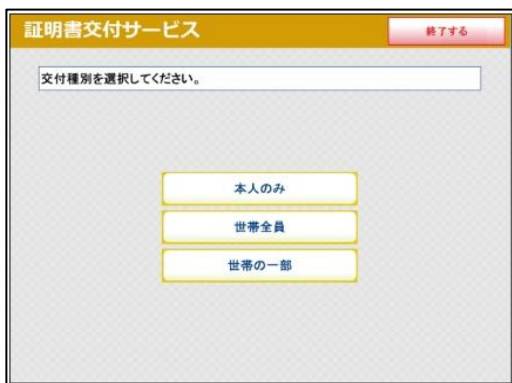 証明書交付サービス
終了する
交付種別を選択してください。
本人のみ
世帯全員
世帯の一部